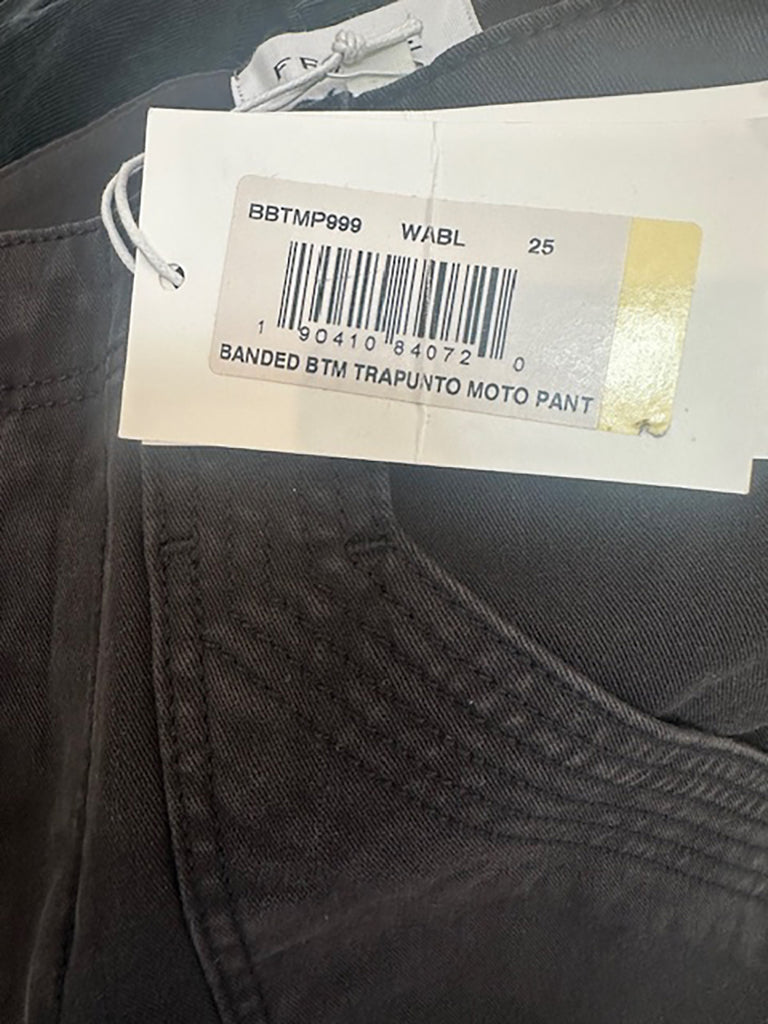 BBTMP999 WABL 25
1 90410 84072 0
BANDED BTM TRAPUNTO MOTO PANT